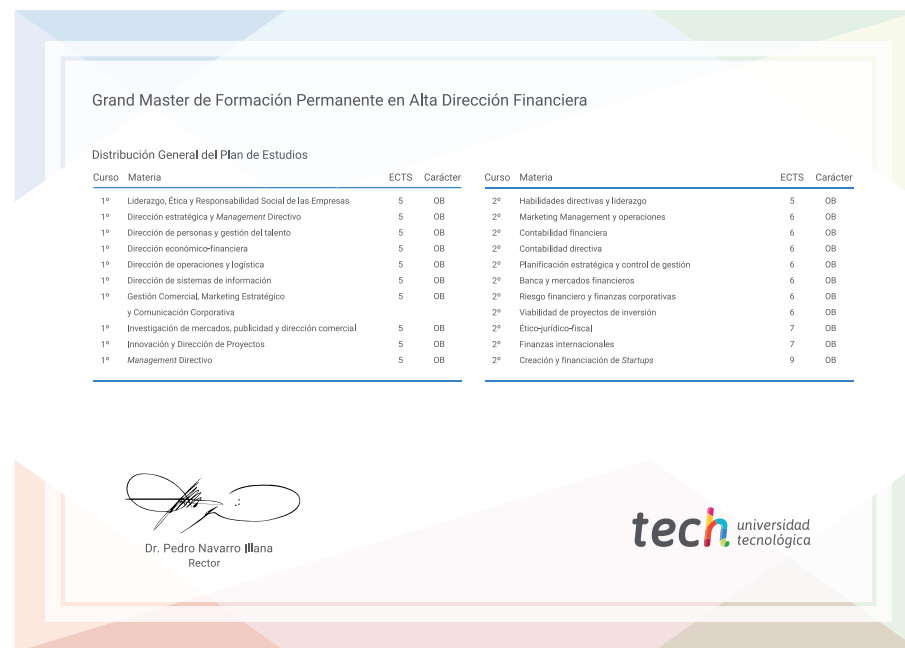 Grand Master de Formación Permanente en Alta Dirección Financiera
Distribución General del Plan de Estudios
Curso Materia ECTS Carácter
1º Liderazgo, Ética y Responsabilidad Social de las Empresas 5 OB
1º Dirección estratégica y Management Directivo 5 OB
1º Dirección de personas y gestión del talento 5 OB
1º Dirección económico-financiera 5 OB
1º Dirección de operaciones y logística 5 OB
1º Dirección de sistemas de información 5 OB
1º Gestión Comercial, Marketing Estratégico 5 OB
y Comunicación Corporativa
1º Investigación de mercados, publicidad y dirección comercial 5 OB
1º Innovación y Dirección de Proyectos 5 OB
1º Management Directivo 5 OB
Curso Materia ECTS Carácter
2º Habilidades directivas y liderazgo 5 OB
2º Marketing Management y operaciones 6 OB
2º Contabilidad financiera 6 OB
2º Contabilidad directiva 6 OB
2º Planificación estratégica y control de gestión 6 OB
2º Banca y mercados financieros 6 OB
2º Riesgo financiero y finanzas corporativas 6 OB
2º Viabilidad de proyectos de inversión 6 OB
2º Ético-jurídico-fiscal 7 OB
2º Finanzas internacionales 7 OB
2º Creación y financiación de Startups 9 OB
Dr. Pedro Navarro Illana
Rector
tech universidad
tecnológica